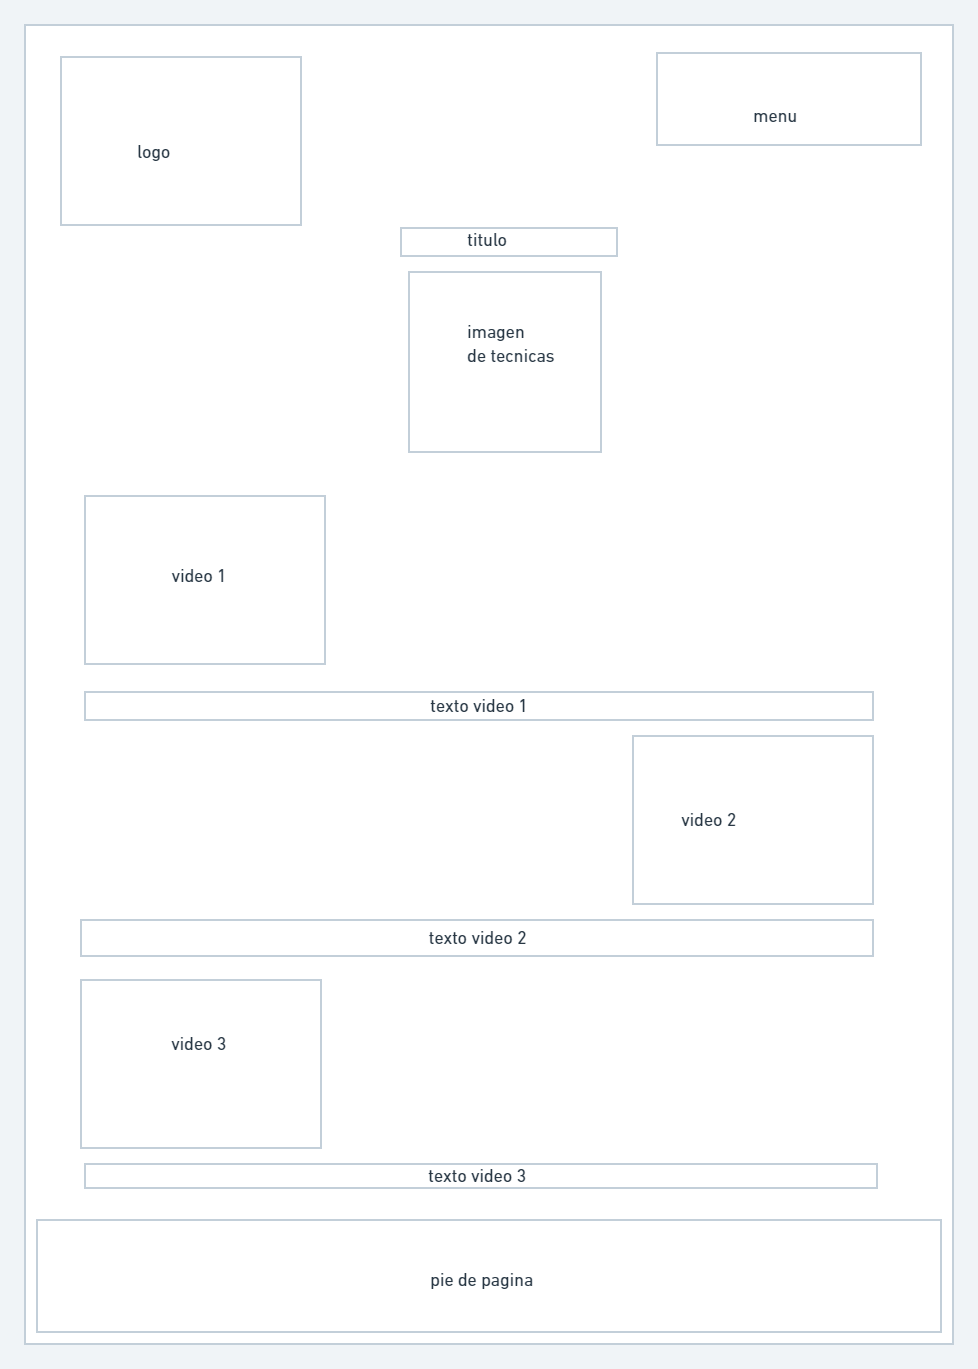 logo
menu
titulo
imagen
de tecnicas
video 1
texto video 1
video 2
texto video 2
video 3
texto video 3
pie de pagina